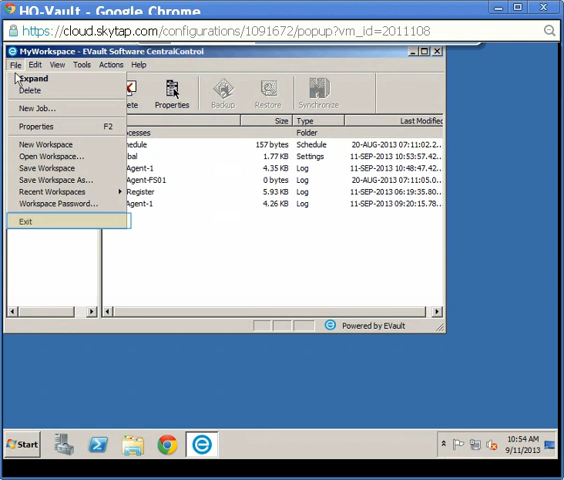 HQ-Vault - Google Chrome
https://cloud.skytap.com/configurations/1091672/popup?vm_id=2011108
MyWorkspace - EVault Software CentralControl
File Edit View Tools Actions Help
Expand
Delete
New Job...
Properties F2
New Workspace
Open Workspace...
Save Workspace
Save Workspace As...
Recent Workspaces
Workspace Password...
Exit
Properties Backup Restore Synchronize
Size Type Last Modified
ocesses Folder
hedule 157 bytes Schedule 20-AUG-2013 07:11:02.2...
bal 1.77 KB Settings 11-SEP-2013 10:53:57.42...
Agent-1 4.35 KB Log 11-SEP-2013 10:48:47.42...
Agent-FS01 0 bytes Log 20-AUG-2013 07:11:05.0...
Register 5.93 KB Log 11-SEP-2013 06:19:35.80...
Agent-1 4.26 KB Log 11-SEP-2013 09:20:15.78...
Powered by EVault
Start
10:54 AM
9/11/2013